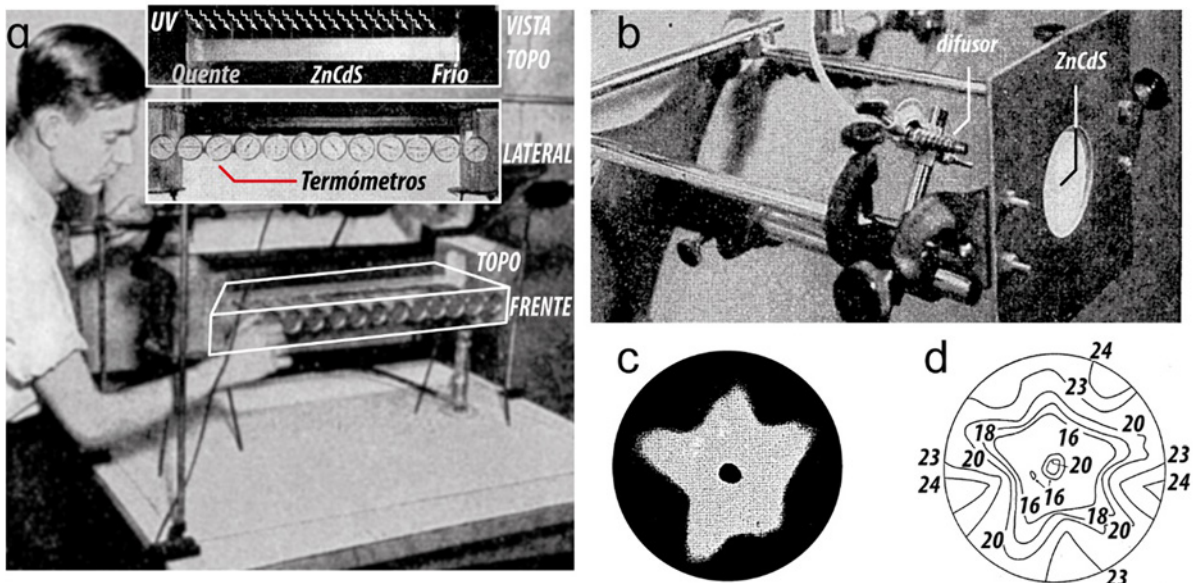 a
UV
VISTA
TOPO
Quente
ZnCdS
Frio
LATERAL
Termómetros
TOPO
FRENTE
b
difusor
ZnCdS
c
d
24
23
20
18
16
20
20
23
24
23
24
16
16
18
20
20
23